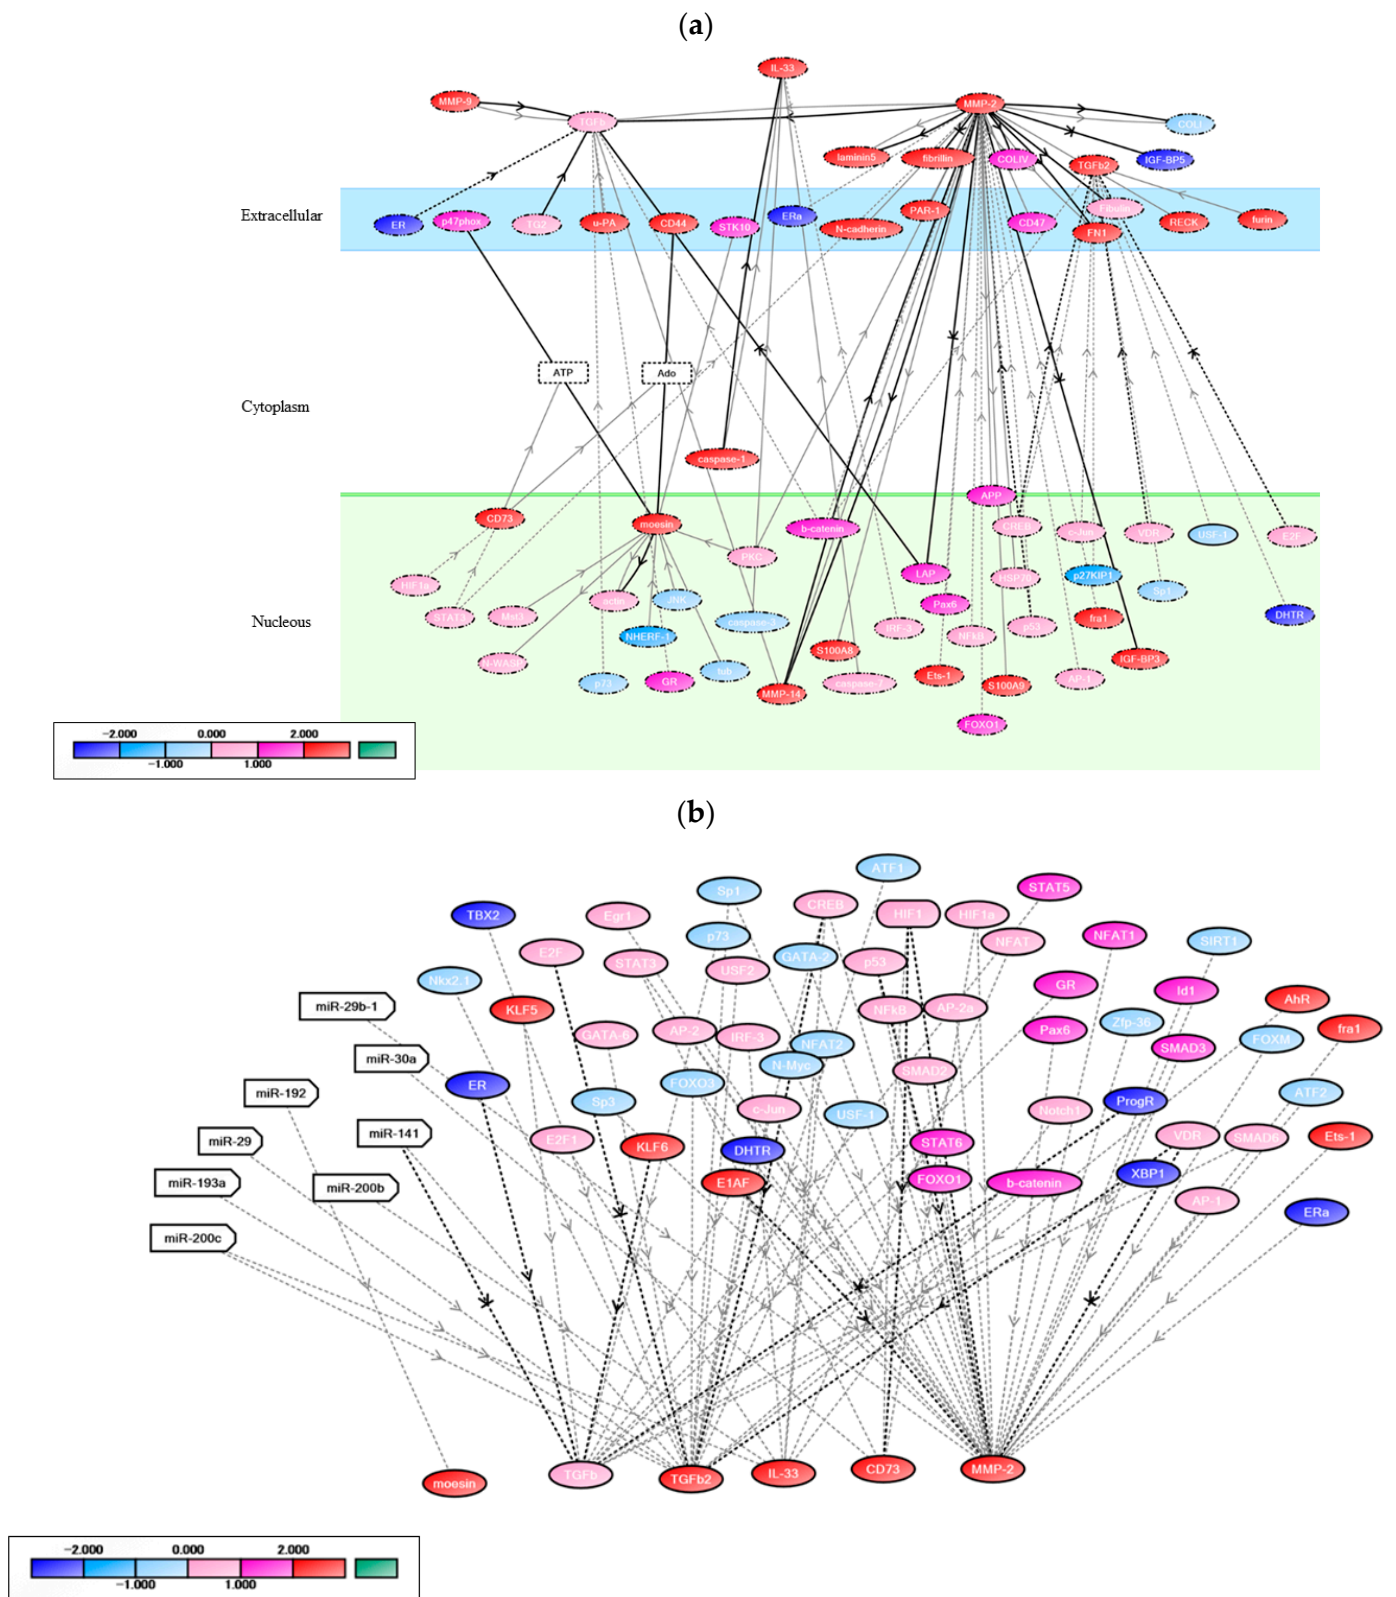 (a)
IL-33
MMP-9
MMP-2
TGFb
COLI
laminin5
fibrillin
COLIV
TGFb2
IGF-BP5
Extracellular
ER
p47phox
TG2
u-PA
CD44
STK10
ERa
N-cadherin
PAR-1
CD47
Fibulin
FN1
RECK
furin
ATP
Ado
Cytoplasm
caspase-1
APP
CD73
moesin
b-catenin
CREB
c-Jun
VDR
USF-1
E2F
PKC
HIF1a
LAP
HSP70
p27KIP1
Sp1
STAT3
Mst3
actin
JNK
Pax6
fra1
DHTR
Nucleous
NHERF-1
caspase-3
IRF-3
NFkB
p53
N-WASP
tub
S100A8
IGF-BP3
p73
GR
MMP-14
caspase-7
Ets-1
S100A9
AP-1
FOXO1
−2.000 0.000 2.000
−1.000 1.000
(b)
ATF1
Sp1
STAT5
CREB
TBX2
Egr1
HIF1
HIF1a
p73
NFAT
NFAT1
SIRT1
E2F
STAT3
USF2
GATA-2
p53
Nkx2.1
GR
Id1
miR-29b-1
KLF5
NFkB
AP-2a
AhR
GATA-6
AP-2
IRF-3
NFAT2
Pax6
Zfp-36
fra1
miR-30a
N-Myc
SMAD2
SMAD3
FOXM
miR-192
ER
Sp3
FOXO3
c-Jun
USF-1
Notch1
ProgR
ATF2
miR-29
miR-141
E2F1
KLF6
DHTR
STAT6
VDR
SMAD6
Ets-1
miR-193a
miR-200b
E1AF
FOXO1
b-catenin
XBP1
AP-1
ERa
miR-200c
moesin
TGFb
TGFb2
IL-33
CD73
MMP-2
−2.000 0.000 2.000
−1.000 1.000